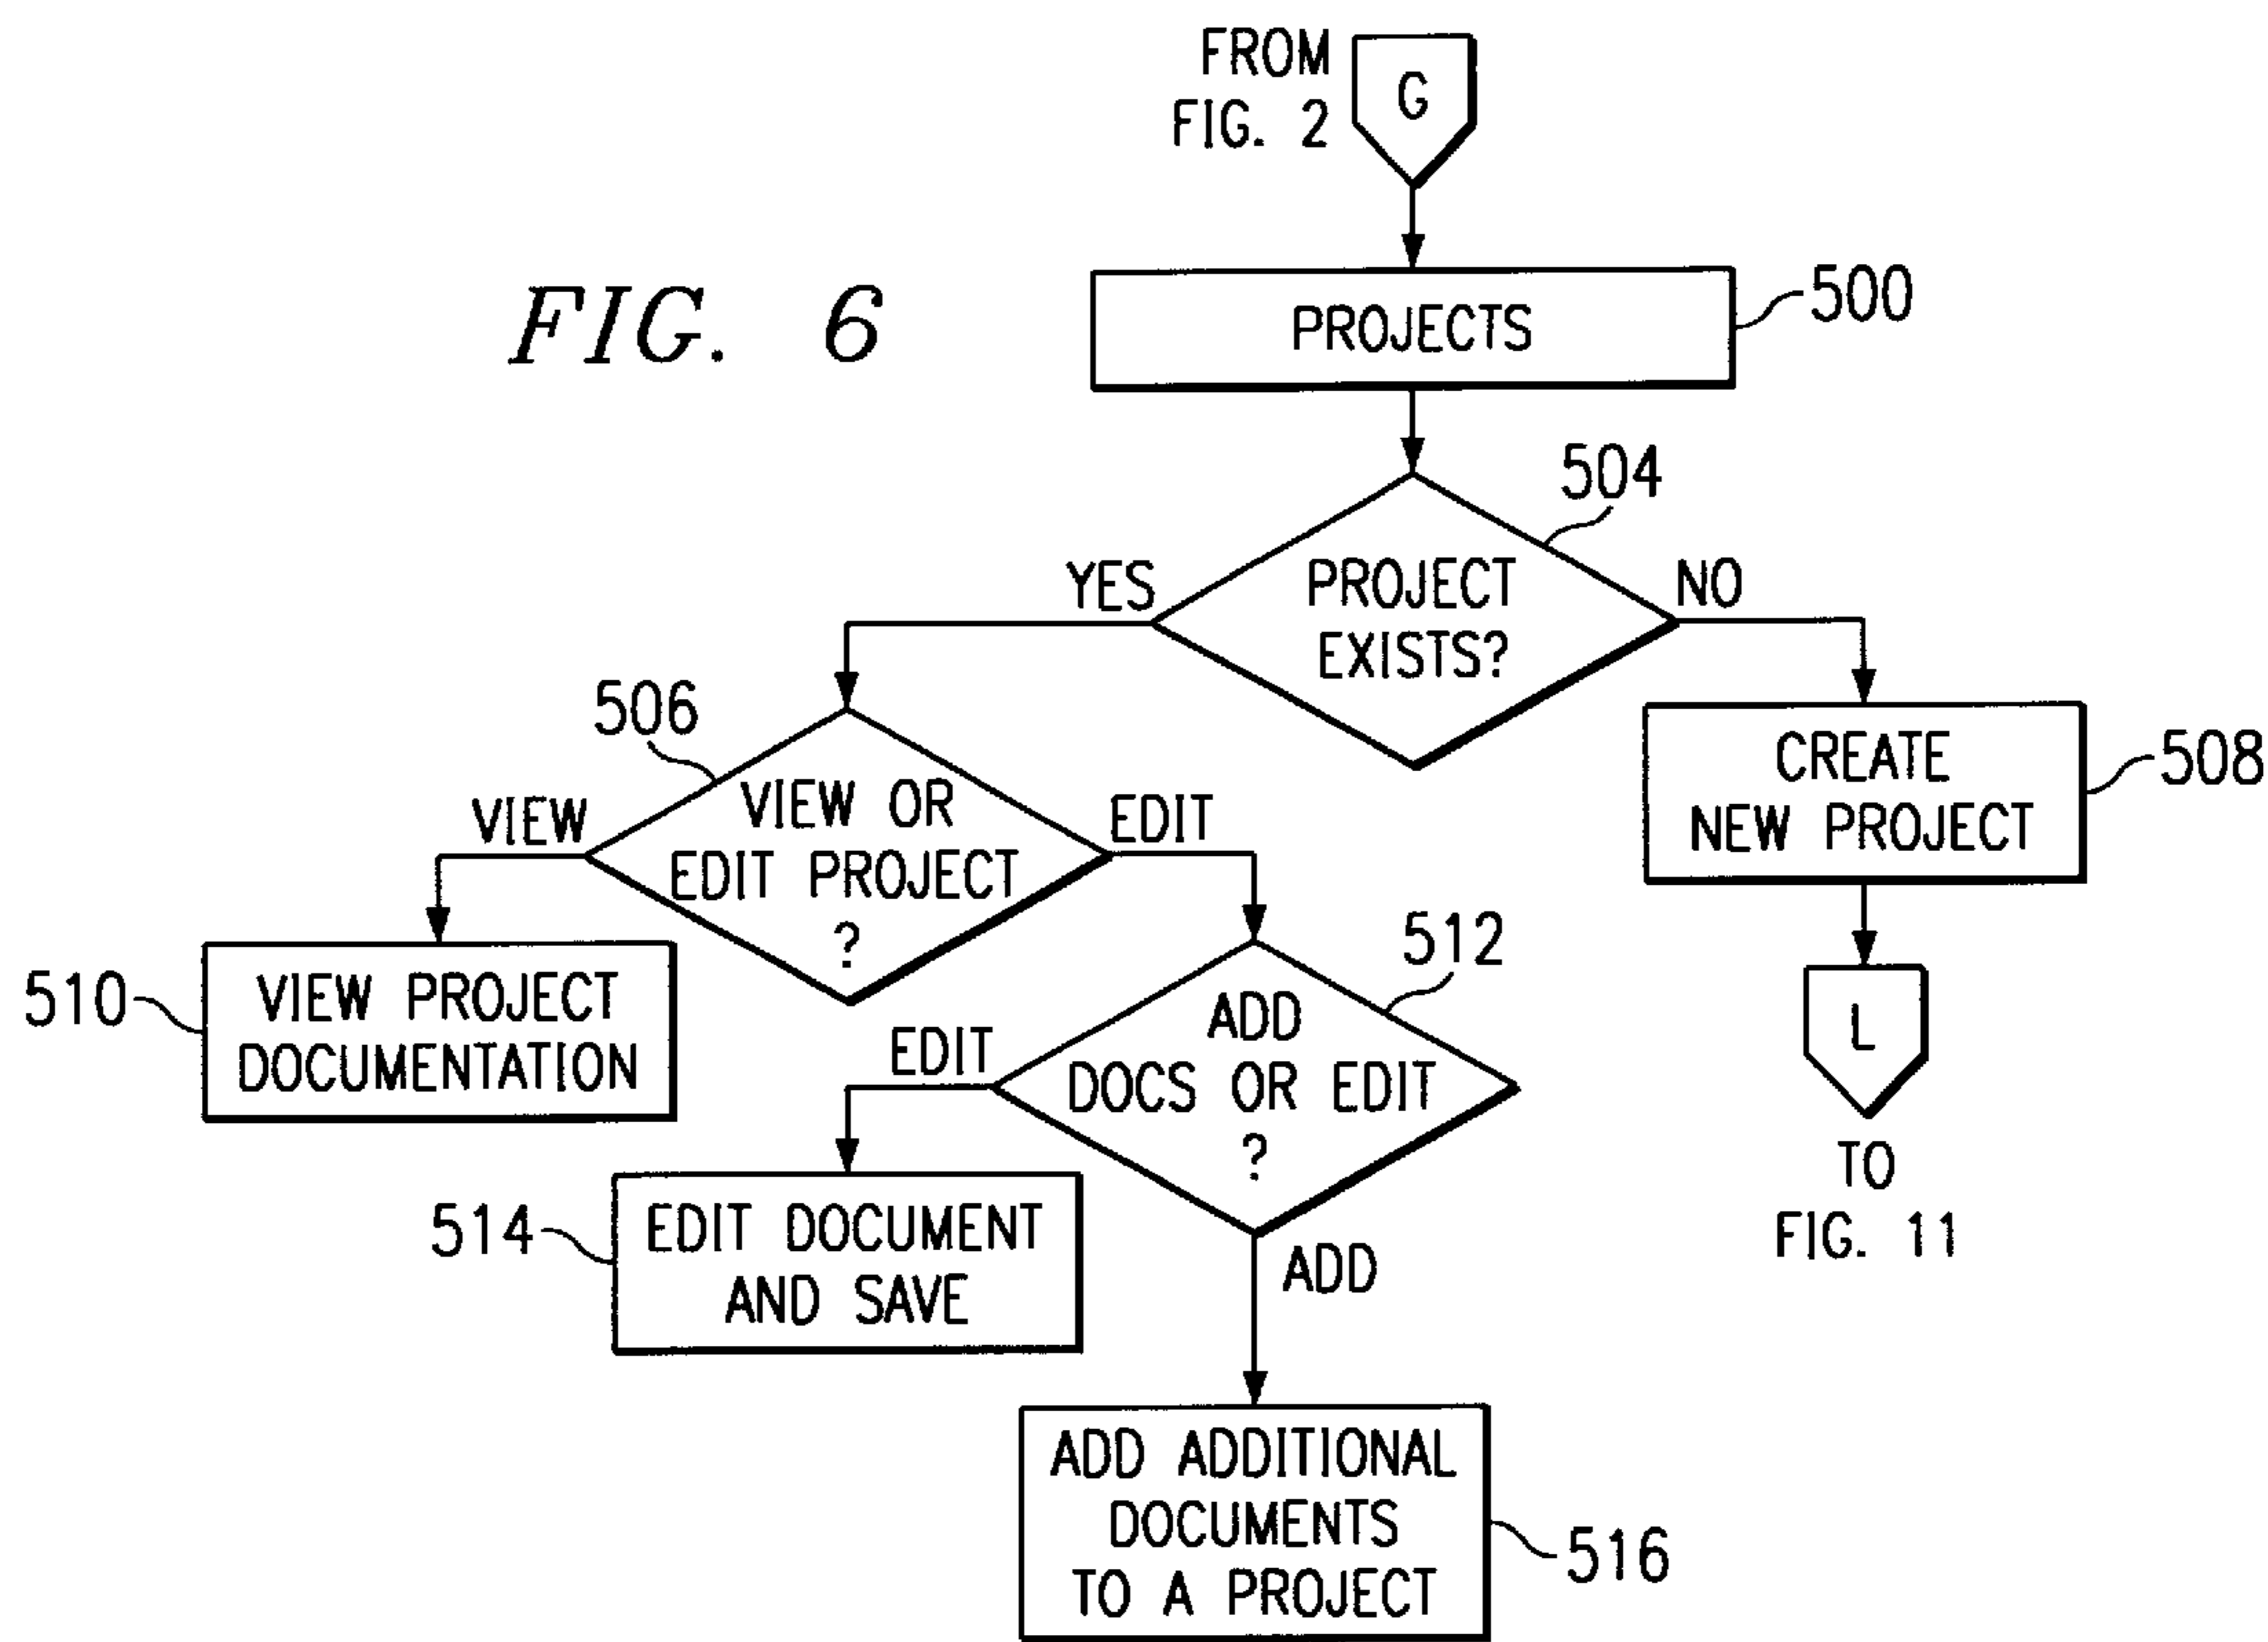 FROM
FIG. 2
G
FIG. 6
PROJECTS
500
504
YES
PROJECT
EXISTS?
NO
506
VIEW
VIEW OR
EDIT PROJECT
?
EDIT
CREATE
NEW PROJECT
508
510
VIEW PROJECT
DOCUMENTATION
512
EDIT
ADD
DOCS OR EDIT
?
L
TO
FIG. 11
514
EDIT DOCUMENT
AND SAVE
ADD
ADD ADDITIONAL
DOCUMENTS
TO A PROJECT
516